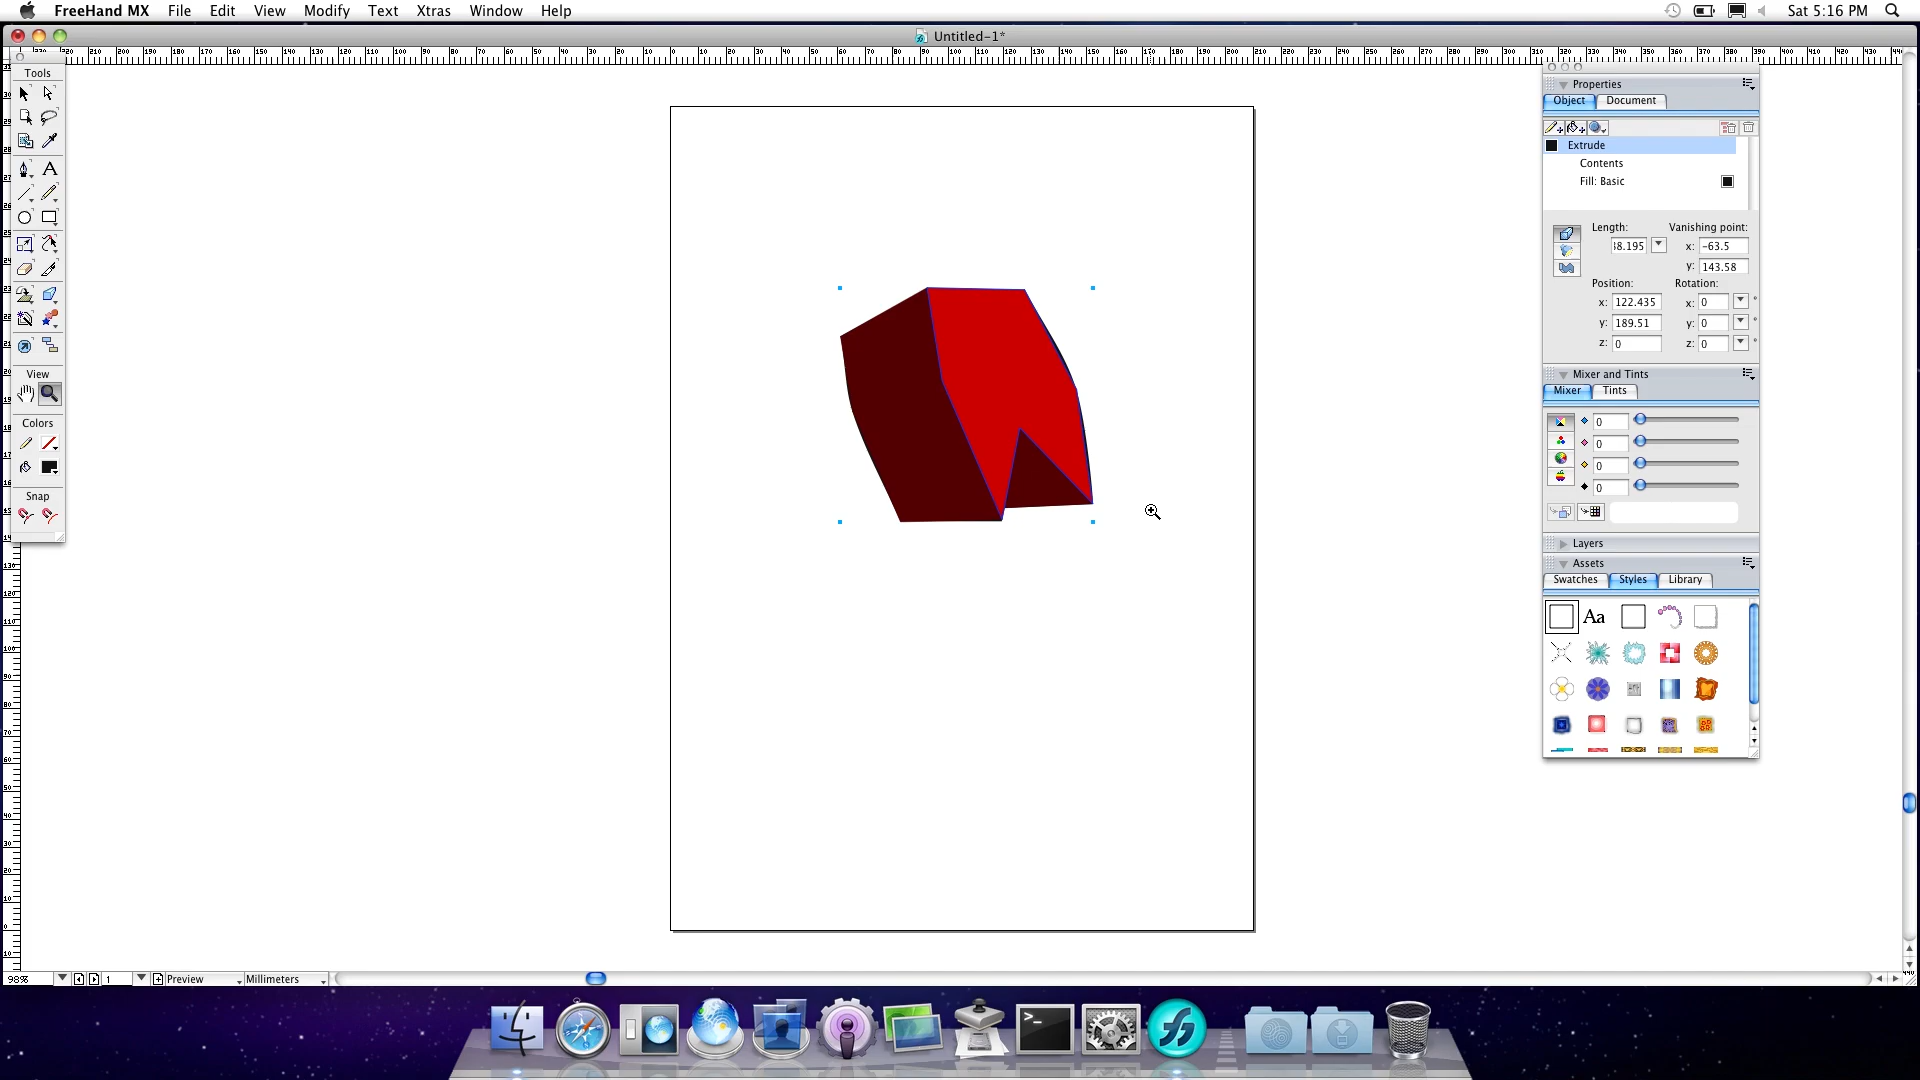 FreeHand MX File Edit View Modify Text Xtras Window Help Sat 5:16 PM
Untitled-1*
Tools
View
Colors
Snap
Properties
Object Document
Extrude
Contents
Fill: Basic
Length: Vanishing point:
38.195 x: -63.5
y: 143.58
Position: Rotation:
x: 122.435 x: 0 °
y: 189.51 y: 0 °
z: 0 z: 0 °
Mixer and Tints
Mixer Tints
0
0
0
0
Layers
Assets
Swatches Styles Library
Aa
98% 1 Preview Millimeters